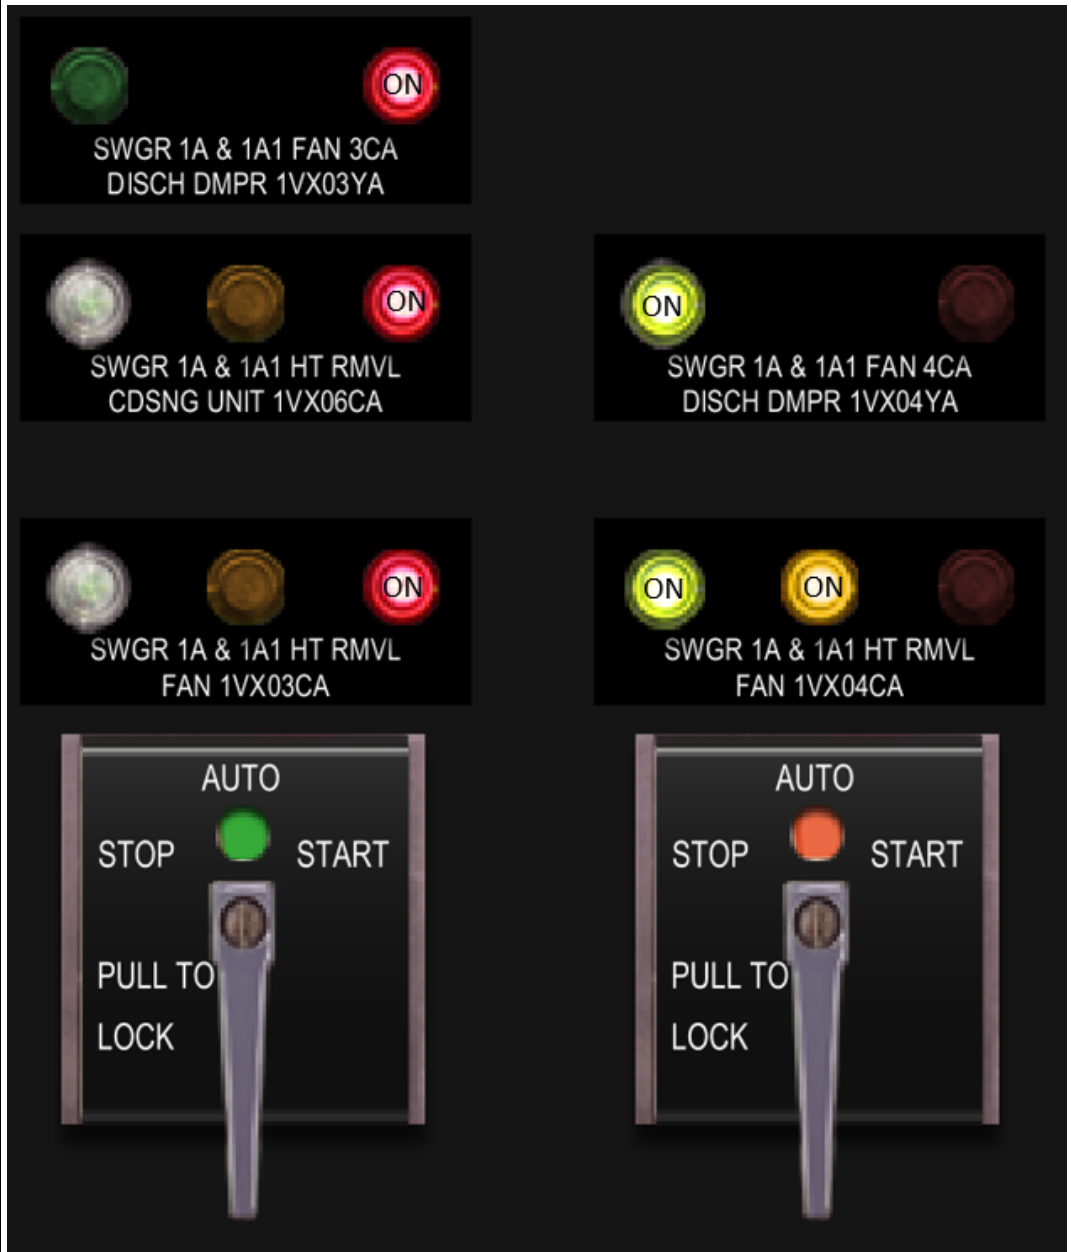 ON
SWGR 1A & 1A1 FAN 3CA
DISCH DMPR 1VX03YA
ON
SWGR 1A & 1A1 HT RMVL
CDSNG UNIT 1VX06CA
ON
SWGR 1A & 1A1 FAN 4CA
DISCH DMPR 1VX04YA
ON
SWGR 1A & 1A1 HT RMVL
FAN 1VX03CA
ON ON
SWGR 1A & 1A1 HT RMVL
FAN 1VX04CA
AUTO
STOP START
PULL TO
LOCK
AUTO
STOP START
PULL TO
LOCK